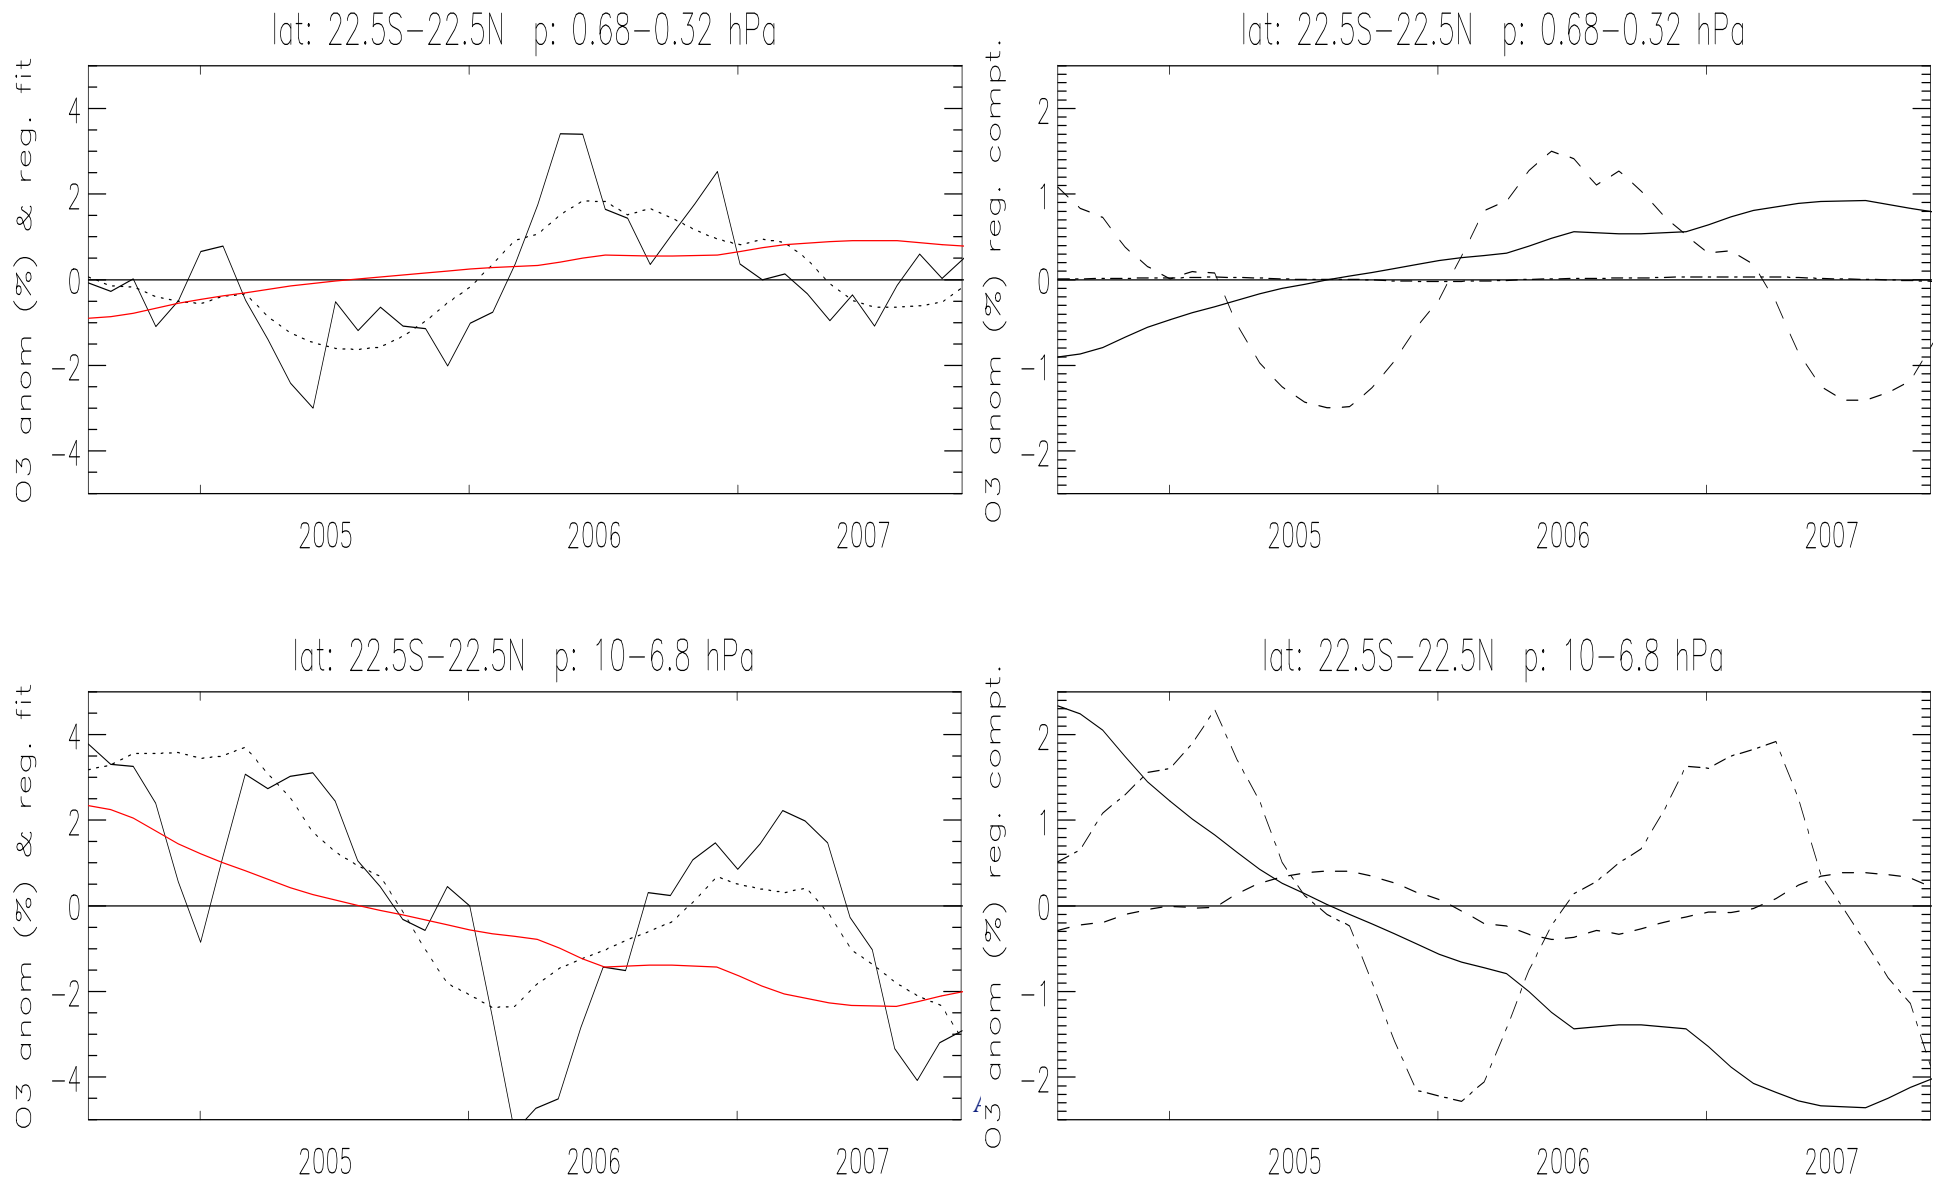 lat: 22.5S−22.5N p: 0.68−0.32 hPa
O3 anom (%) & reg. fit
4
2
0
−2
−4
2005 2006 2007
lat: 22.5S−22.5N p: 0.68−0.32 hPa
O3 anom (%) reg. compt.
2
1
0
−1
−2
2005 2006 2007
lat: 22.5S−22.5N p: 10−6.8 hPa
O3 anom (%) & reg. fit
4
2
0
−2
−4
2005 2006 2007
lat: 22.5S−22.5N p: 10−6.8 hPa
O3 anom (%) reg. compt.
2
1
0
−1
−2
2005 2006 2007